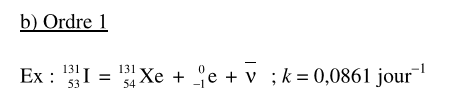 b) Ordre 1
Ex : ¹³¹₅₃I = ¹³¹₅₄Xe + ⁰₋₁e + ν̅ ; k = 0,0861 jour⁻¹